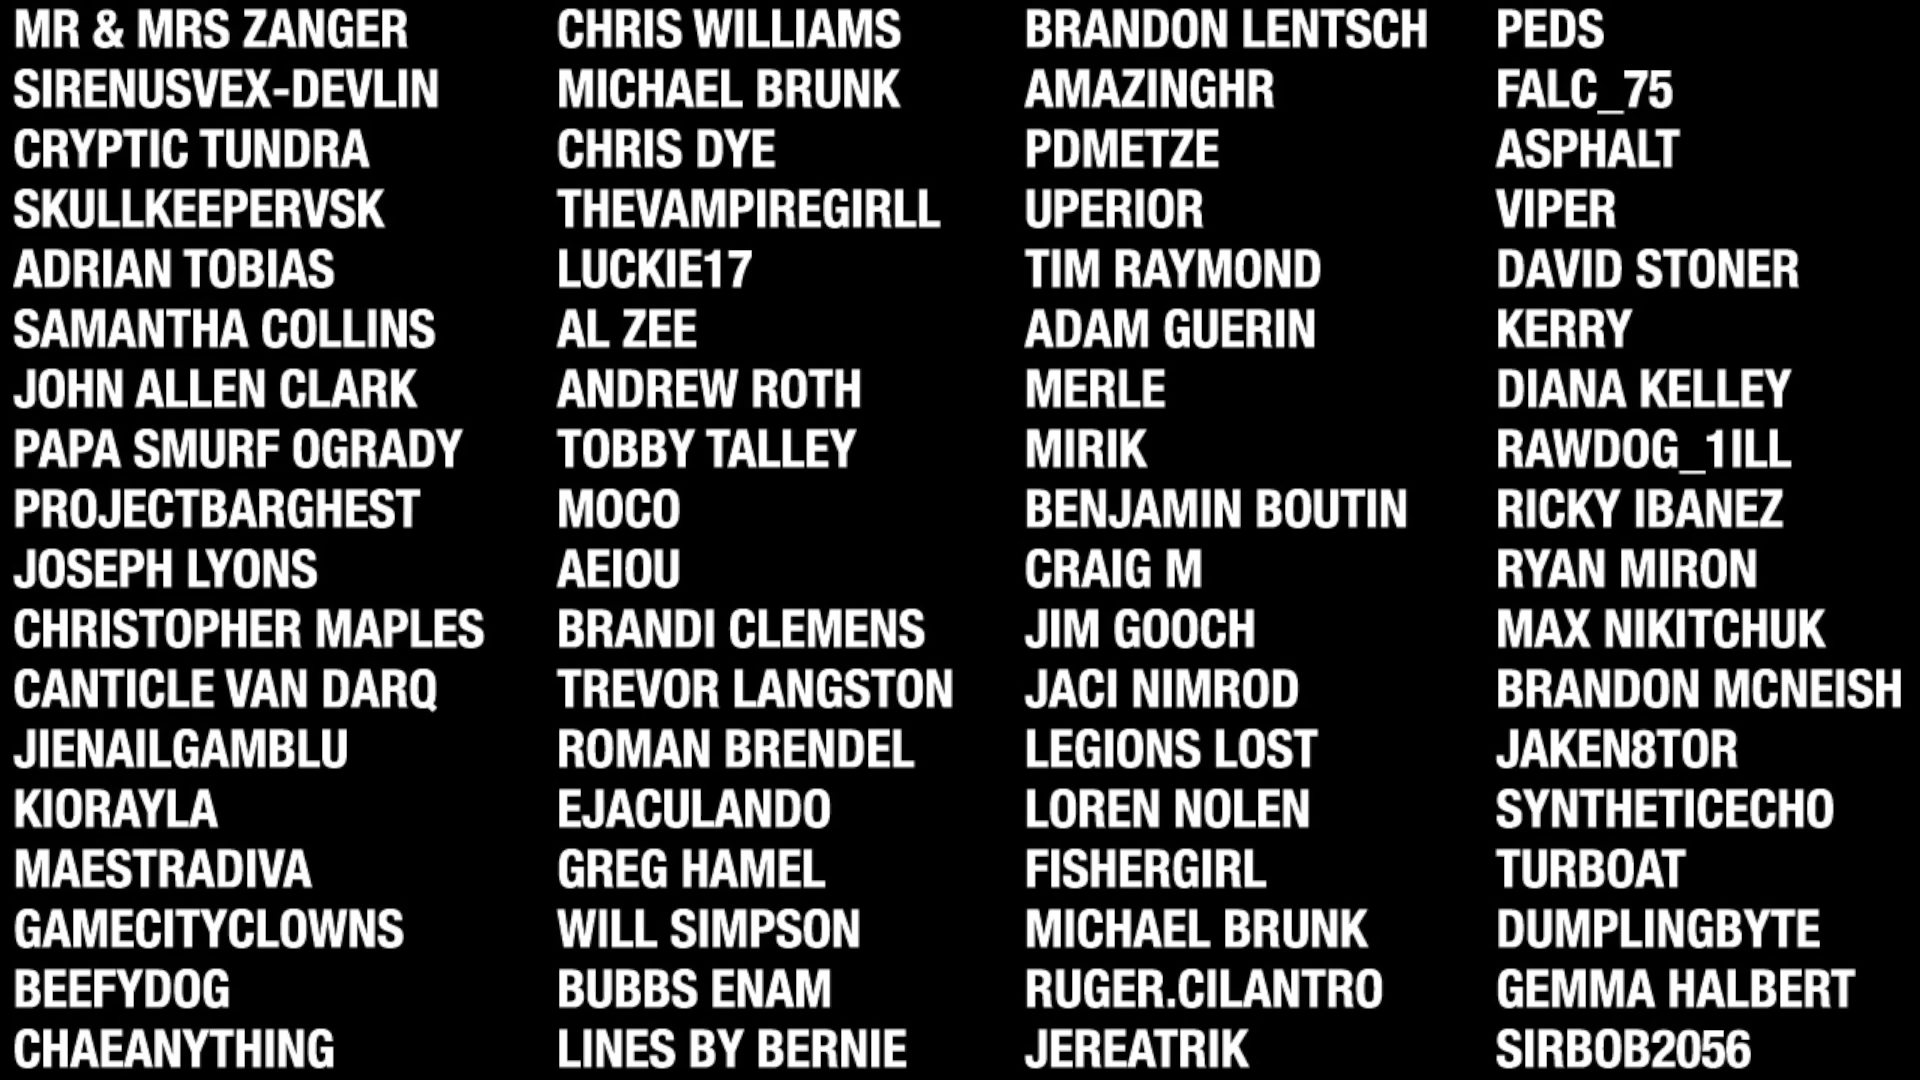 MR & MRS ZANGER
SIRENUSVEX-DEVLIN
CRYPTIC TUNDRA
SKULLKEEPERVSK
ADRIAN TOBIAS
SAMANTHA COLLINS
JOHN ALLEN CLARK
PAPA SMURF OGRADY
PROJECTBARGHEST
JOSEPH LYONS
CHRISTOPHER MAPLES
CANTICLE VAN DARQ
JIENAILGAMBLU
KIORAYLA
MAESTRADIVA
GAMECITYCLOWNS
BEEFYDOG
CHAEANYTHING
CHRIS WILLIAMS
MICHAEL BRUNK
CHRIS DYE
THEVAMPIREGIRLL
LUCKIE17
AL ZEE
ANDREW ROTH
TOBBY TALLEY
MOCO
AEIOU
BRANDI CLEMENS
TREVOR LANGSTON
ROMAN BRENDEL
EJACULANDO
GREG HAMEL
WILL SIMPSON
BUBBS ENAM
LINES BY BERNIE
BRANDON LENTSCH
AMAZINGHR
PDMETZE
UPERIOR
TIM RAYMOND
ADAM GUERIN
MERLE
MIRIK
BENJAMIN BOUTIN
CRAIG M
JIM GOOCH
JACI NIMROD
LEGIONS LOST
LOREN NOLEN
FISHERGIRL
MICHAEL BRUNK
RUGER.CILANTRO
JEREATRIK
PEDS
FALC_75
ASPHALT
VIPER
DAVID STONER
KERRY
DIANA KELLEY
RAWDOG_1ILL
RICKY IBANEZ
RYAN MIRON
MAX NIKITCHUK
BRANDON MCNEISH
JAKEN8TOR
SYNTHETICECHO
TURBOAT
DUMPLINGBYTE
GEMMA HALBERT
SIRBOB2056